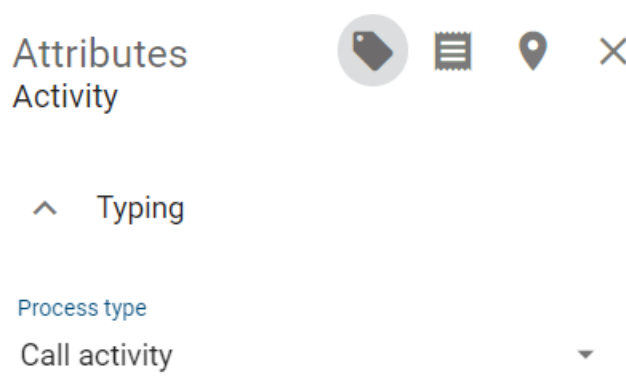 Attributes
Activity
Typing
Process type
Call activity